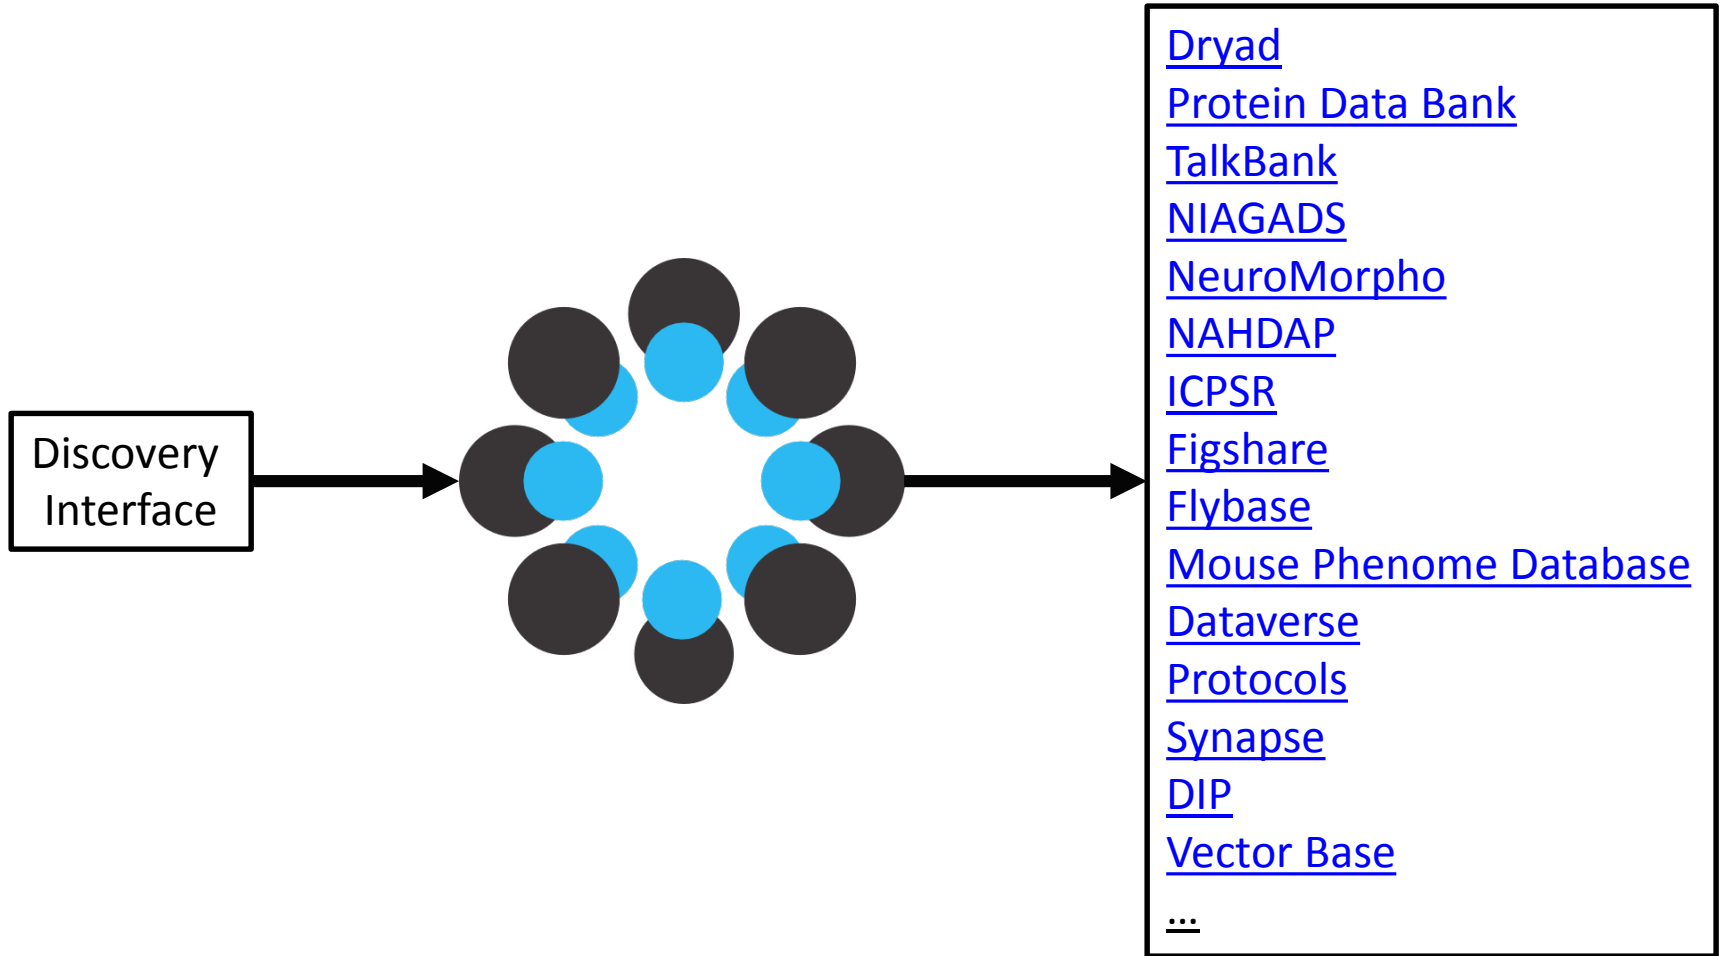 Discovery
Interface
Dryad
Protein Data Bank
TalkBank
NIAGADS
NeuroMorpho
NAHDAP
ICPSR
Figshare
Flybase
Mouse Phenome Database
Dataverse
Protocols
Synapse
DIP
Vector Base
...